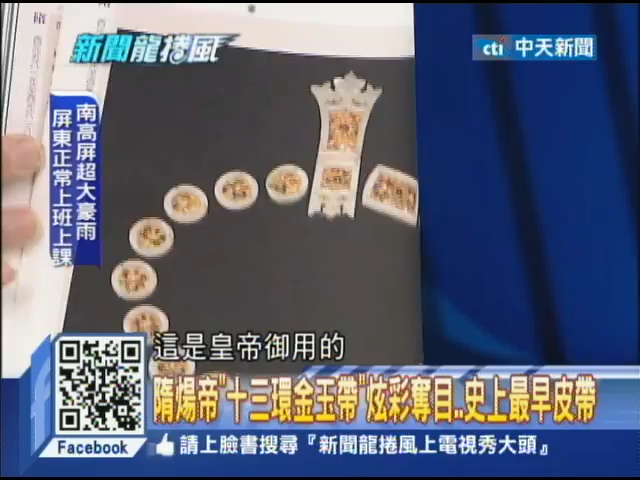 新聞龍捲風
cti 中天新聞
南高屏超大豪雨
屏東正常上班上課
這是皇帝御用的
隋煬帝"十三環金玉帶"炫彩奪目..史上最早皮帶
Facebook
請上臉書搜尋『新聞龍捲風上電視秀大頭』